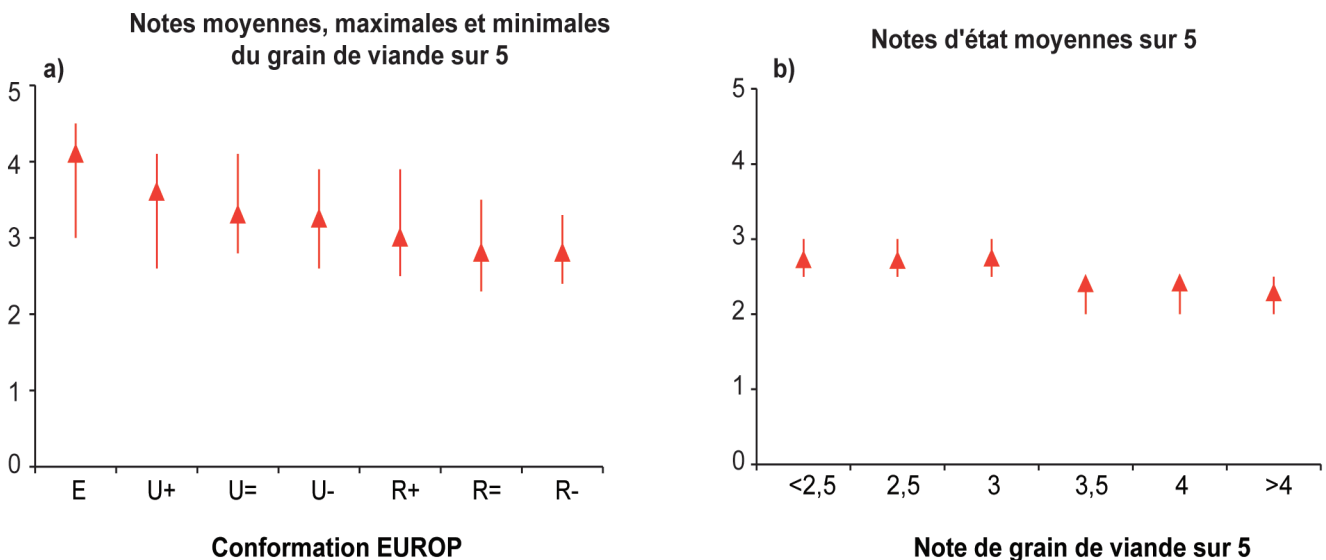 Notes moyennes, maximales et minimales
du grain de viande sur 5
a)
5
4
3
2
1
0
E U+ U= U- R+ R= R-
Conformation EUROP
Notes d'état moyennes sur 5
b)
5
4
3
2
1
0
<2,5 2,5 3 3,5 4 >4
Note de grain de viande sur 5